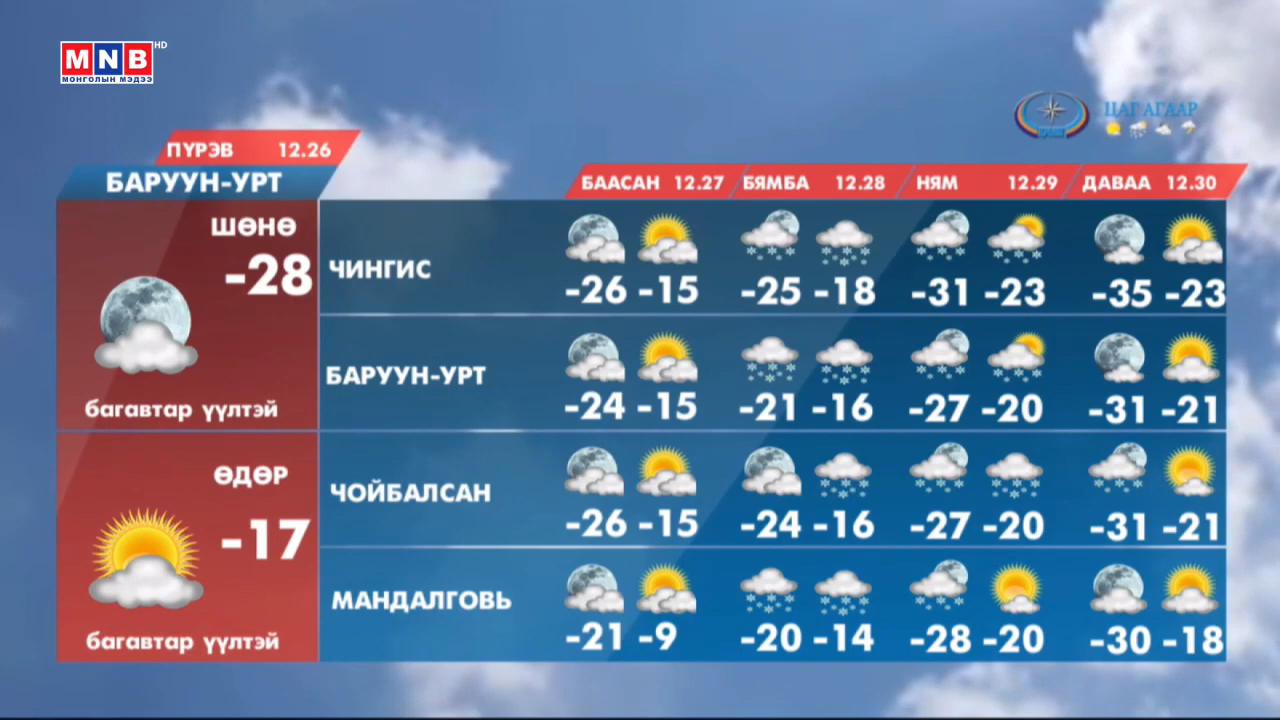 MNB HD
МОНГОЛЫН МЭДЭЭ
ЦАГ АГААР
ПҮРЭВ 12.26
БАРУУН-УРТ
БААСАН 12.27 БЯМБА 12.28 НЯМ 12.29 ДАВАА 12.30
ШӨНӨ
-28
багавтар үүлтэй
ӨДӨР
-17
багавтар үүлтэй
ЧИНГИС -26 -15 -25 -18 -31 -23 -35 -23
БАРУУН-УРТ -24 -15 -21 -16 -27 -20 -31 -21
ЧОЙБАЛСАН -26 -15 -24 -16 -27 -20 -31 -21
МАНДАЛГОВЬ -21 -9 -20 -14 -28 -20 -30 -18